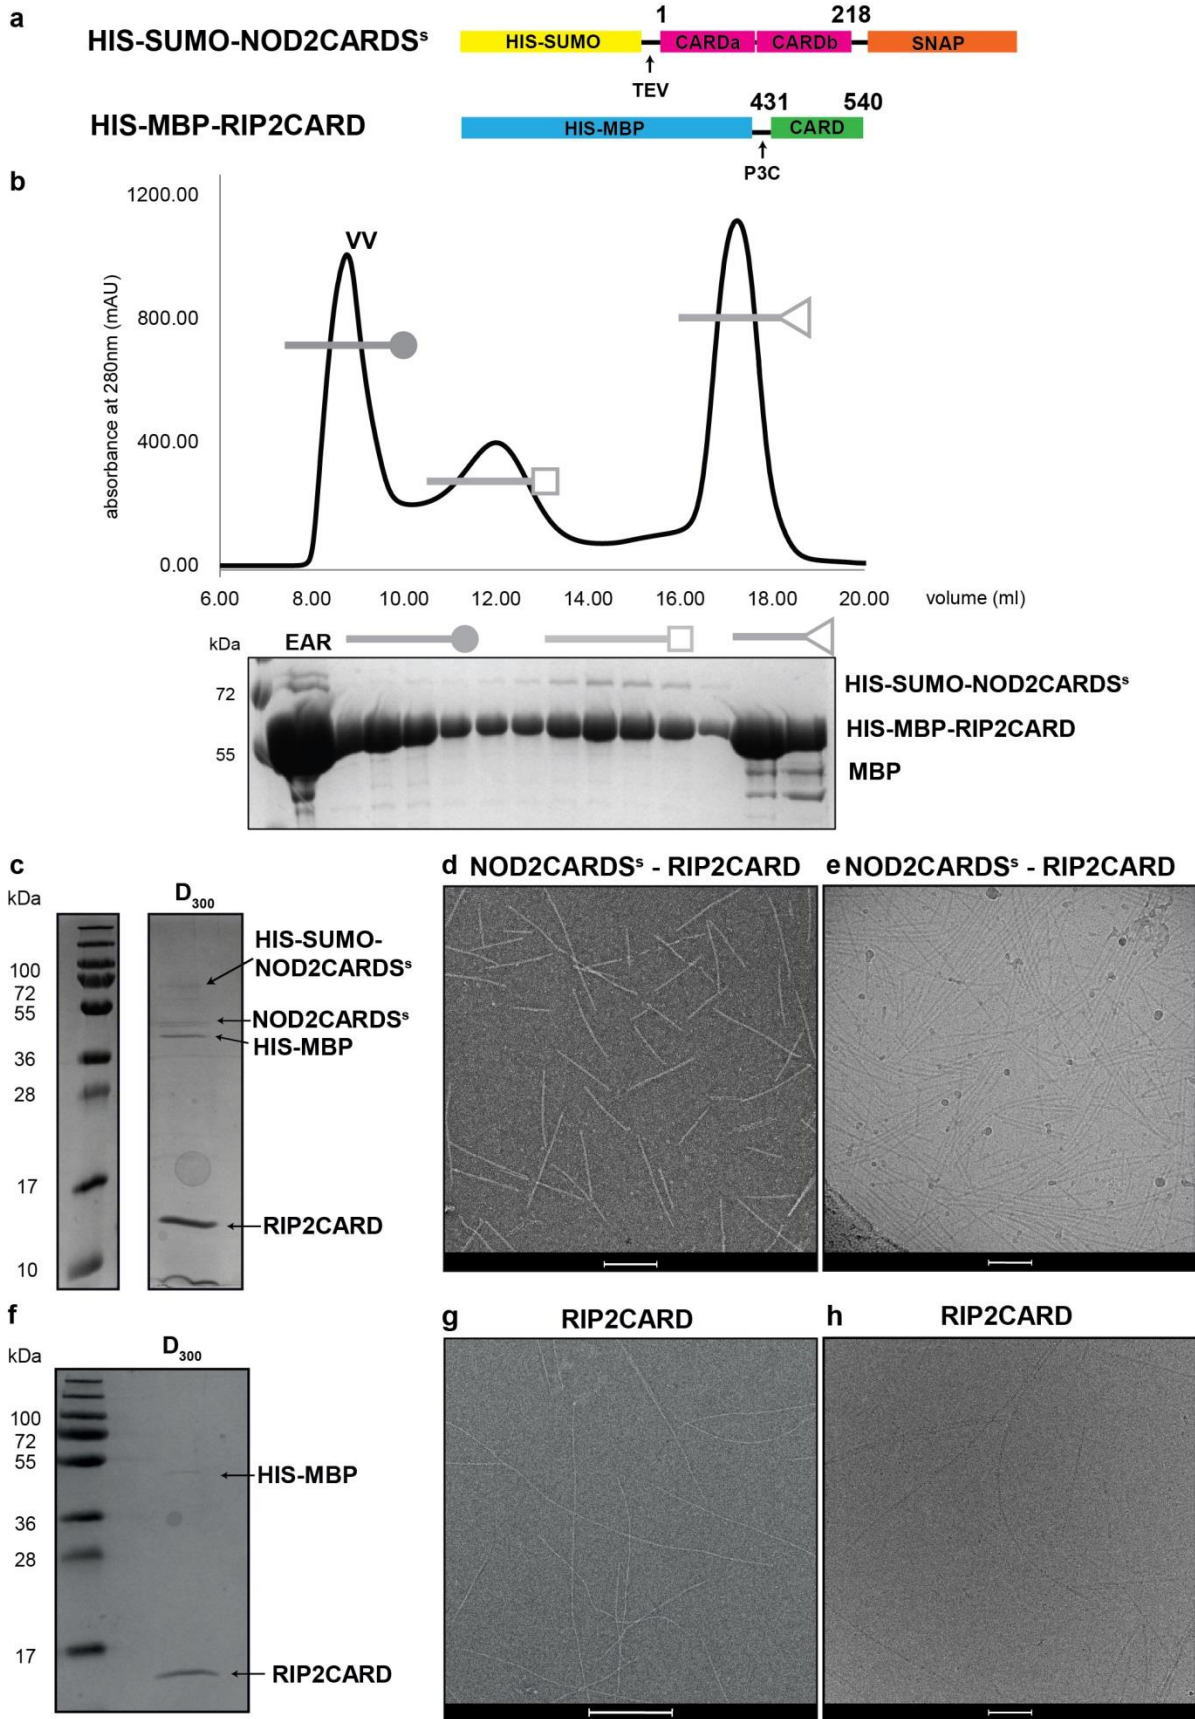 a
1 218
HIS-SUMO-NOD2CARDSˢ HIS-SUMO CARDa CARDb SNAP
TEV
431 540
HIS-MBP-RIP2CARD HIS-MBP CARD
P3C
b
1200.00
VV
800.00
absorbance at 280nm (mAU)
400.00
0.00
6.00 8.00 10.00 12.00 14.00 16.00 18.00 20.00 volume (ml)
kDa EAR
72 HIS-SUMO-NOD2CARDSˢ
HIS-MBP-RIP2CARD
55
MBP
c
kDa D₃₀₀
HIS-SUMO-
NOD2CARDSˢ
100
72
55
NOD2CARDSˢ
HIS-MBP
36
28
17
RIP2CARD
10
d NOD2CARDSˢ - RIP2CARD
e NOD2CARDSˢ - RIP2CARD
f
kDa D₃₀₀
100
72
55
HIS-MBP
36
28
17
RIP2CARD
g RIP2CARD
h RIP2CARD